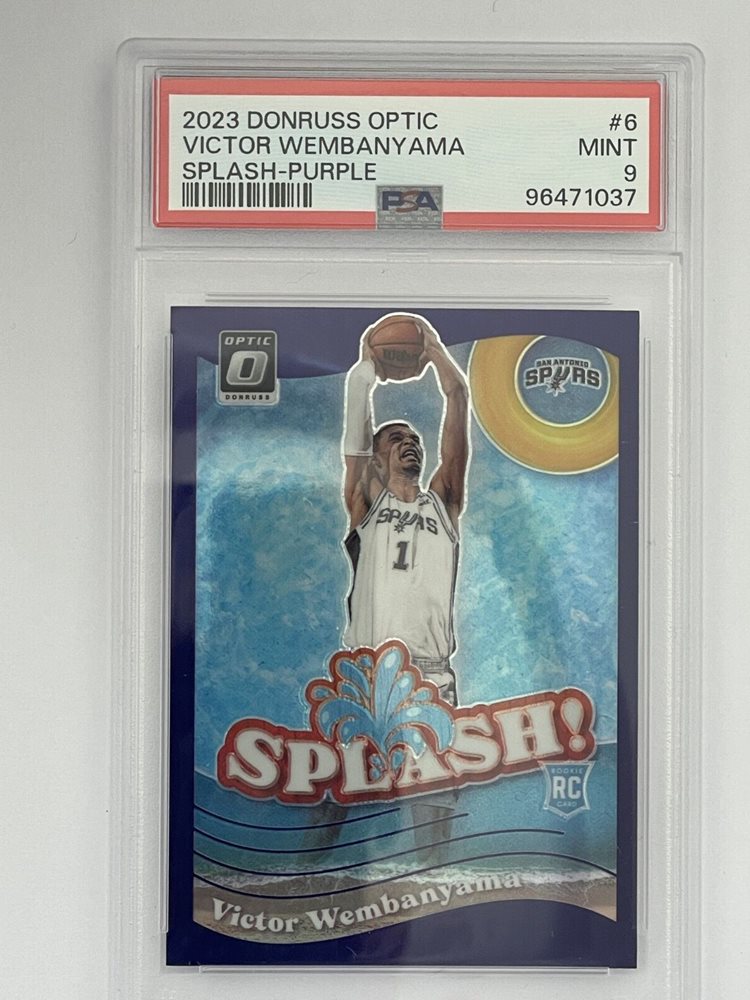 2023 DONRUSS OPTIC #6
VICTOR WEMBANYAMA MINT
SPLASH-PURPLE 9
PSA 96471037
OPTIC
O
DONRUSS
Wilson
SAN ANTONIO
SPURS
SPURS
1
SPLASH!
ROOKIE
RC
CARD
Victor Wembanyama